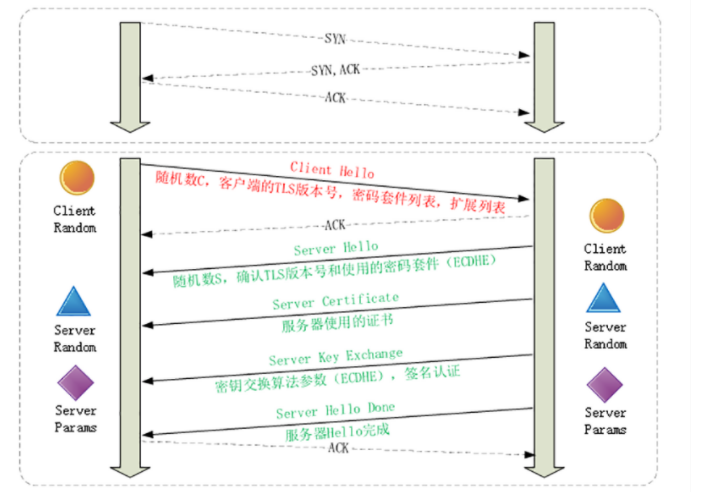 SYN
SYN,ACK
ACK
Client Hello
随机数C，客户端的TLS版本号，密码套件列表，扩展列表
Client
Random
ACK
Client
Random
Server Hello
随机数S，确认TLS版本号和使用的密码套件（ECDHE）
Server Certificate
服务器使用的证书
Server
Random
Server
Random
Server Key Exchange
密钥交换算法参数（ECDHE），签名认证
Server
Params
Server
Params
Server Hello Done
服务器Hello完成
ACK